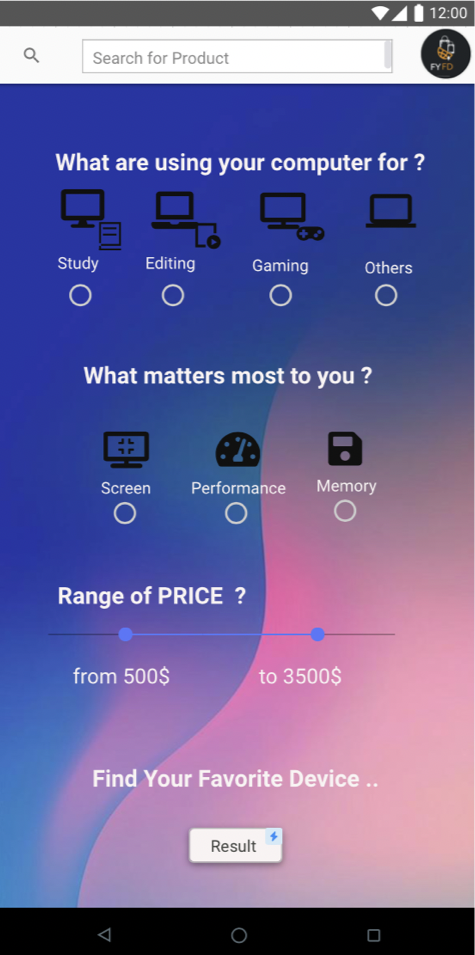 12:00
Search for Product
FYFD
What are using your computer for ?
Study Editing Gaming Others
What matters most to you ?
Screen Performance Memory
Range of PRICE ?
from 500$ to 3500$
Find Your Favorite Device ..
Result